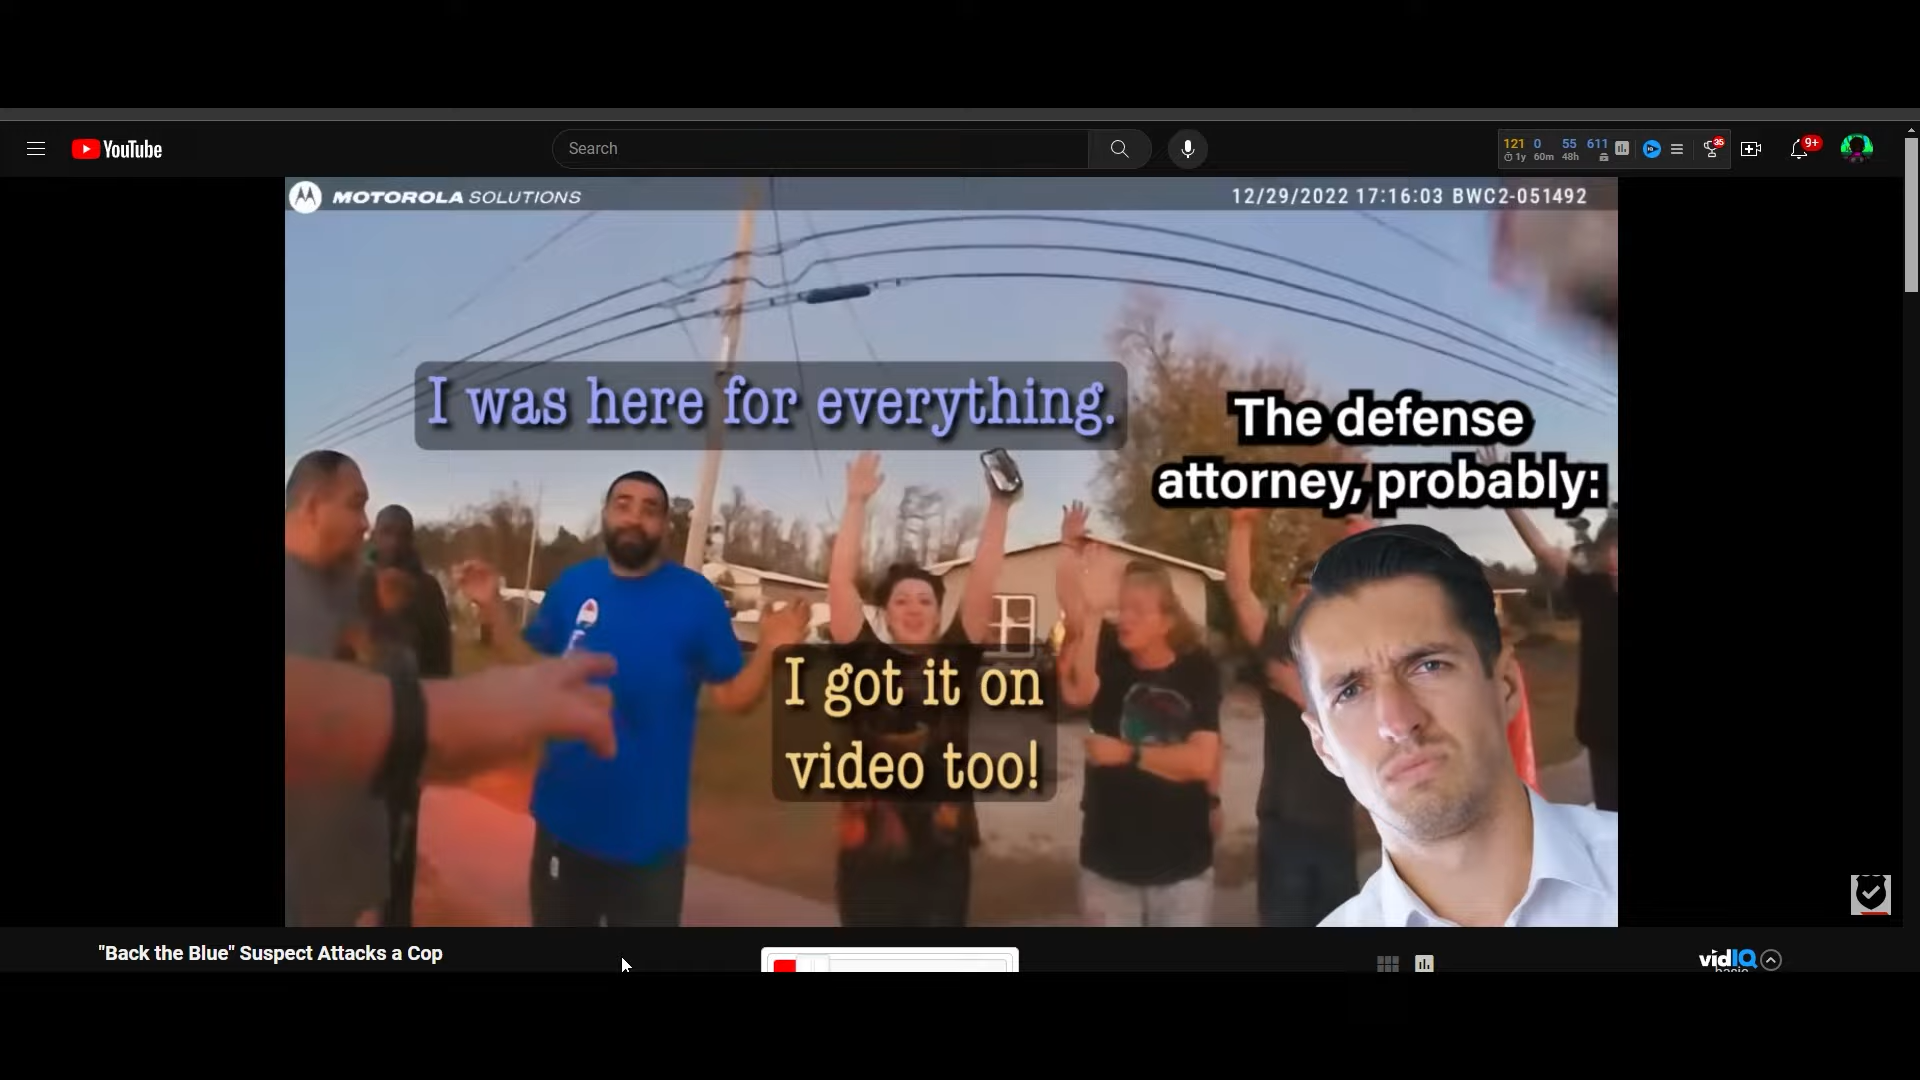 YouTube
Search
121 0 55 611
1y 60m 48h
35
9+
MOTOROLA SOLUTIONS
12/29/2022 17:16:03 BWC2-051492
I was here for everything.
The defense
attorney, probably:
I got it on
video too!
"Back the Blue" Suspect Attacks a Cop
vidIQ
basic